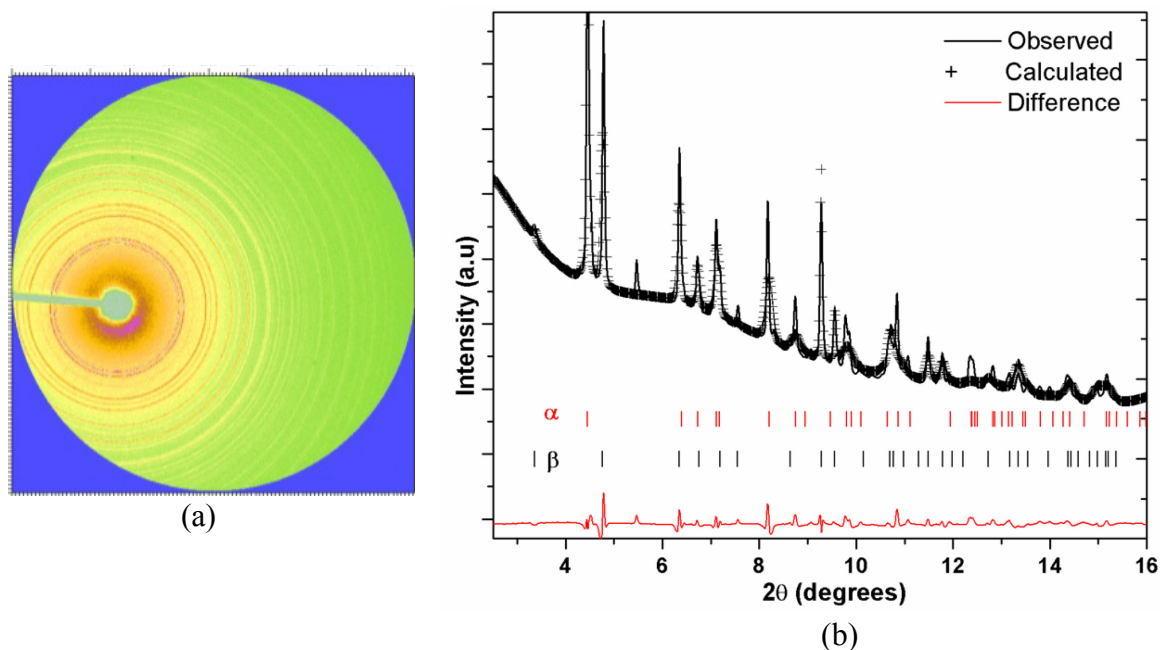 Observed
Calculated
Difference
Intensity (a.u)
α
β
4 6 8 10 12 14 16
2θ (degrees)
(a)
(b)